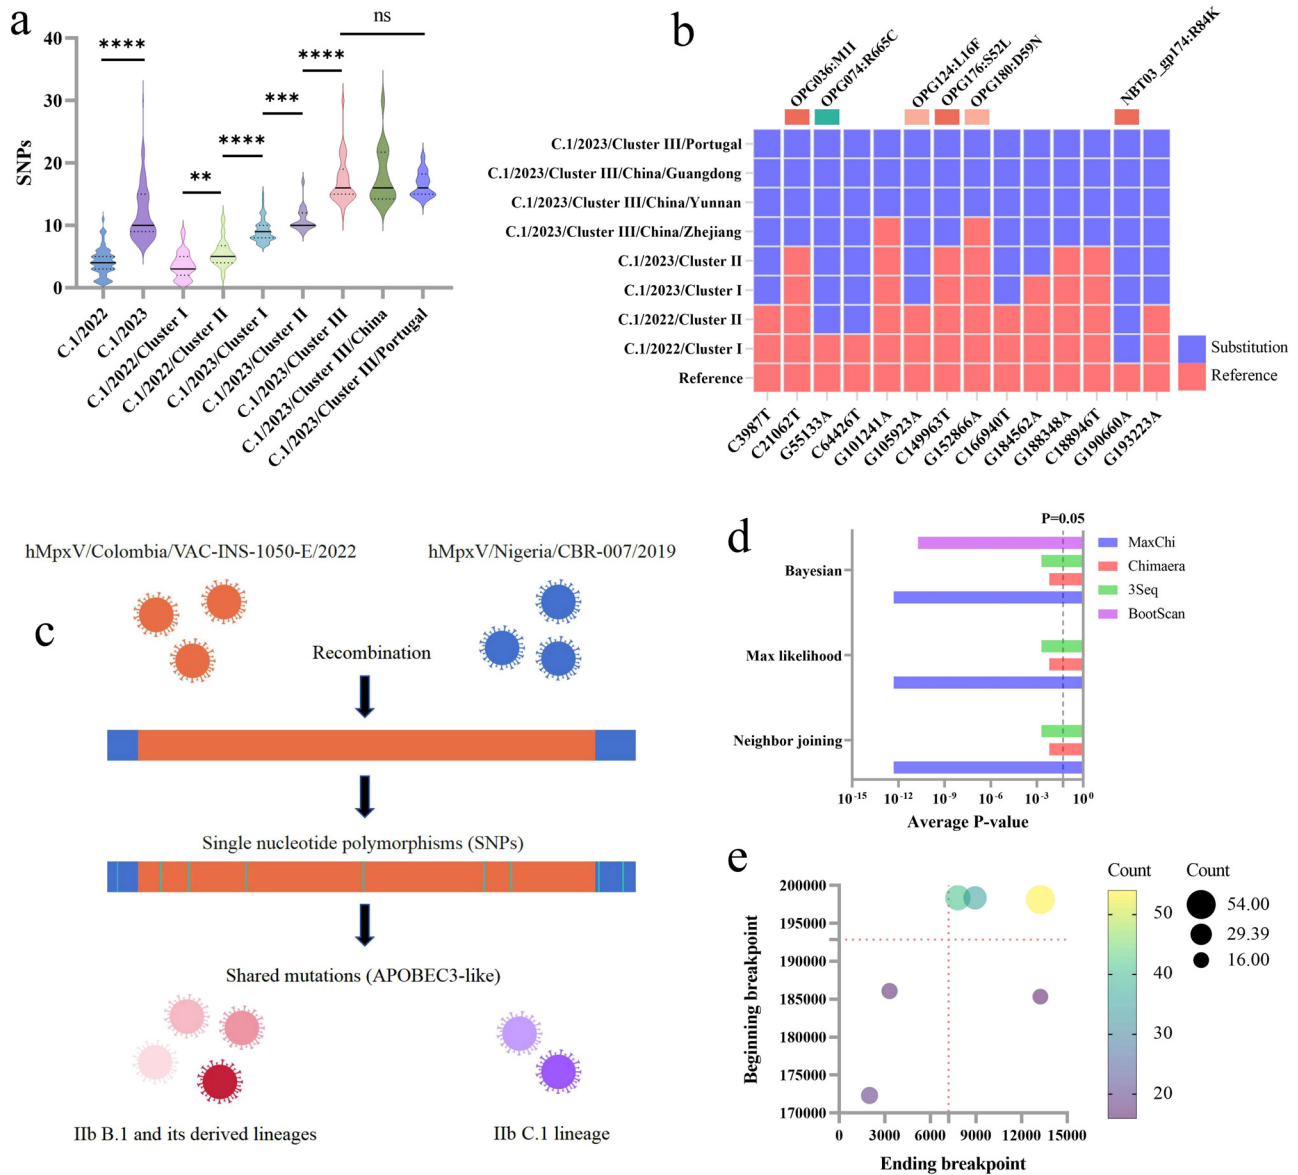 a
SNPs
40
30
20
10
0
****
**
****
***
****
ns
C.1/2022
C.1/2023
C.1/2022/Cluster I
C.1/2022/Cluster II
C.1/2023/Cluster I
C.1/2023/Cluster II
C.1/2023/Cluster III
C.1/2023/Cluster III/China
C.1/2023/Cluster III/Portugal
b
OPG036:M1I
OPG074:R665C
OPG124:L16F
OPG176:S52L
OPG180:D59N
NBT03_gp174:R84K
C.1/2023/Cluster III/Portugal
C.1/2023/Cluster III/China/Guangdong
C.1/2023/Cluster III/China/Yunnan
C.1/2023/Cluster III/China/Zhejiang
C.1/2023/Cluster II
C.1/2023/Cluster I
C.1/2022/Cluster II
C.1/2022/Cluster I
Reference
Substitution
Reference
C3987T
C21062T
G55133A
C64426T
G101241A
G105923A
C149963T
G152866A
C166940T
G184562A
G188348A
C188946T
G190660A
G193223A
c
hMpxV/Colombia/VAC-INS-1050-E/2022
hMpxV/Nigeria/CBR-007/2019
Recombination
Single nucleotide polymorphisms (SNPs)
Shared mutations (APOBEC3-like)
IIb B.1 and its derived lineages
IIb C.1 lineage
d
P=0.05
Bayesian
Max likelihood
Neighbor joining
MaxChi
Chimaera
3Seq
BootScan
10-15
10-12
10-9
10-6
10-3
100
Average P-value
e
Beginning breakpoint
200000
195000
190000
185000
180000
175000
170000
0
3000
6000
9000
12000
15000
Ending breakpoint
Count
50
40
30
20
Count
54.00
29.39
16.00